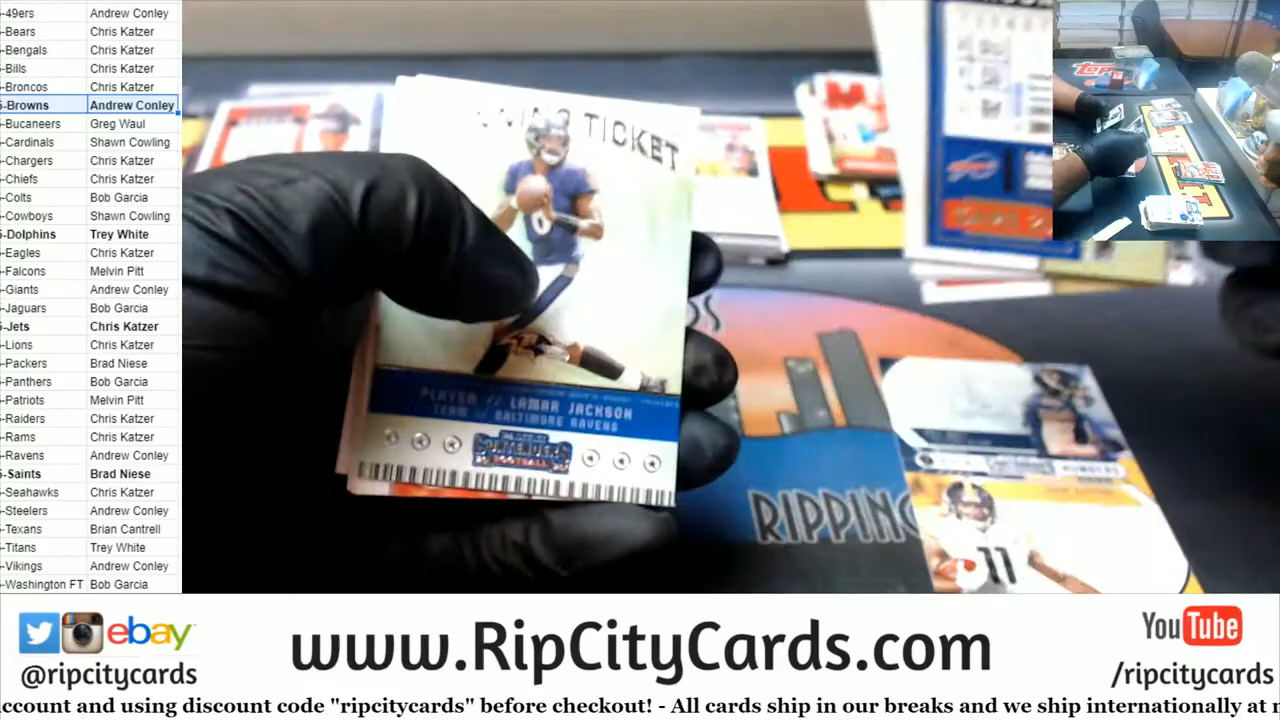 -49ers Andrew Conley
-Bears Chris Katzer
-Bengals Chris Katzer
-Bills Chris Katzer
-Broncos Chris Katzer
-Browns Andrew Conley
-Bucaneers Greg Waul
-Cardinals Shawn Cowling
-Chargers Chris Katzer
-Chiefs Chris Katzer
-Colts Bob Garcia
-Cowboys Shawn Cowling
-Dolphins Trey White
-Eagles Chris Katzer
-Falcons Melvin Pitt
-Giants Andrew Conley
-Jaguars Bob Garcia
-Jets Chris Katzer
-Lions Chris Katzer
-Packers Brad Niese
-Panthers Bob Garcia
-Patriots Melvin Pitt
-Raiders Chris Katzer
-Rams Chris Katzer
-Ravens Andrew Conley
-Saints Brad Niese
-Seahawks Chris Katzer
-Steelers Andrew Conley
-Texans Brian Cantrell
-Titans Trey White
-Vikings Andrew Conley
-Washington FT Bob Garcia
TICKET
8
PLAYER // LAMAR JACKSON
TEAM // BALTIMORE RAVENS
CONTENDERS
FOOTBALL
RIPPING
11
Topps
ebay
@ripcitycards
www.RipCityCards.com
YouTube
/ripcitycards
ccount and using discount code "ripcitycards" before checkout! - All cards ship in our breaks and we ship internationally at